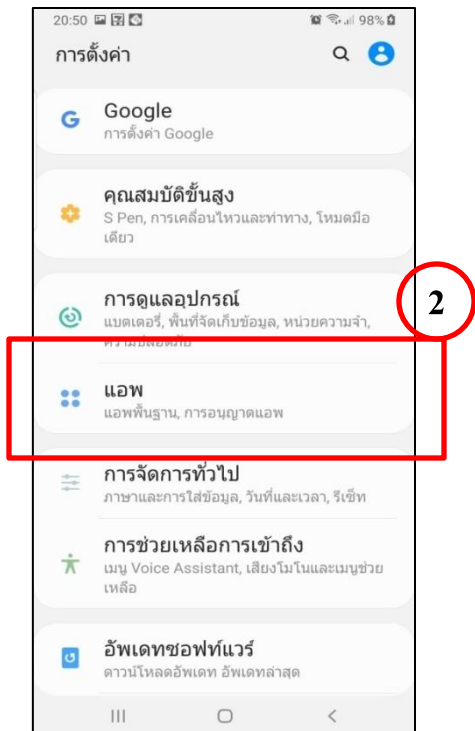 20:50 98%
การตั้งค่า
Google
การตั้งค่า Google
คุณสมบัติขั้นสูง
S Pen, การเคลื่อนไหวและท่าทาง, โหมดมือ
เดียว
2
การดูแลอุปกรณ์
แบตเตอรี่, พื้นที่จัดเก็บข้อมูล, หน่วยความจำ,
ความปลอดภัย
แอพ
แอพพื้นฐาน, การอนุญาตแอพ
การจัดการทั่วไป
ภาษาและการใส่ข้อมูล, วันที่และเวลา, รีเซ็ท
การช่วยเหลือการเข้าถึง
เมนู Voice Assistant, เสียงโมโนและเมนูช่วย
เหลือ
อัพเดทซอฟท์แวร์
ดาวน์โหลดอัพเดท อัพเดทล่าสุด